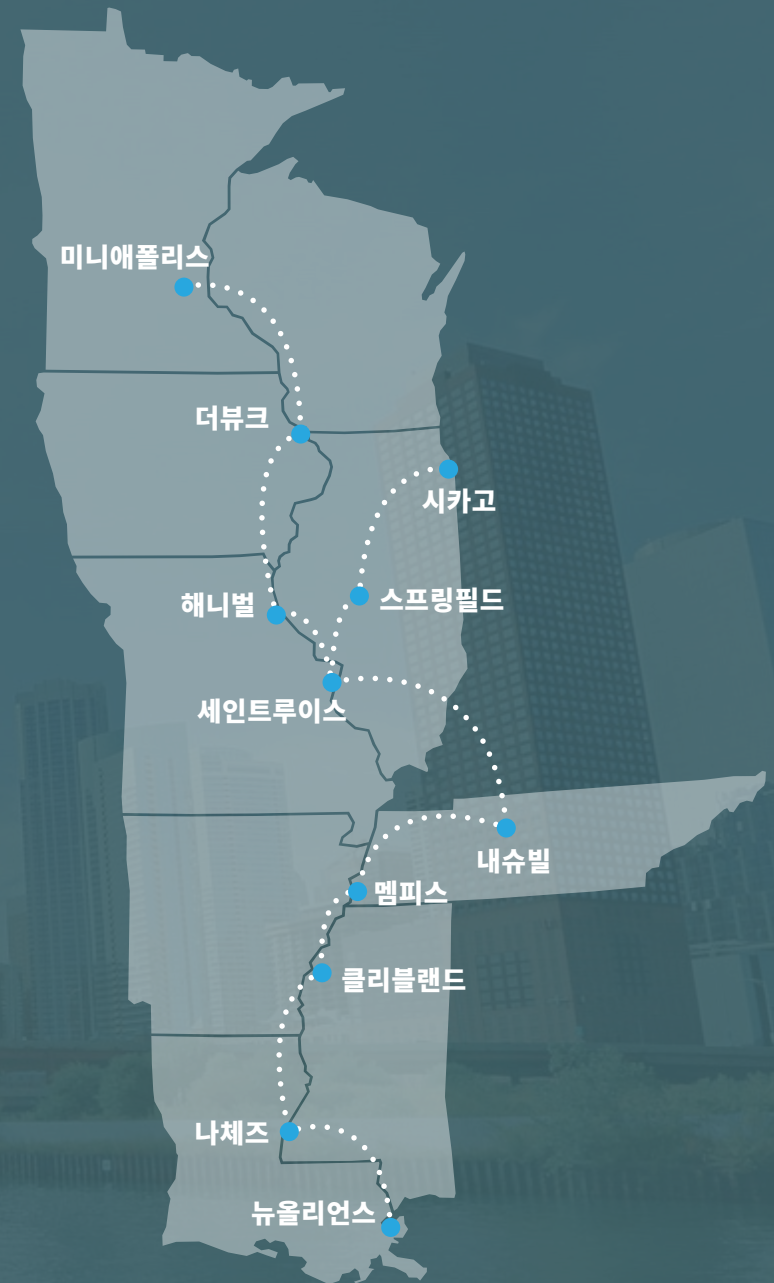 미니애폴리스
더뷰크
시카고
스프링필드
해니벌
세인트루이스
내슈빌
멤피스
클리블랜드
나체즈
뉴올리언스